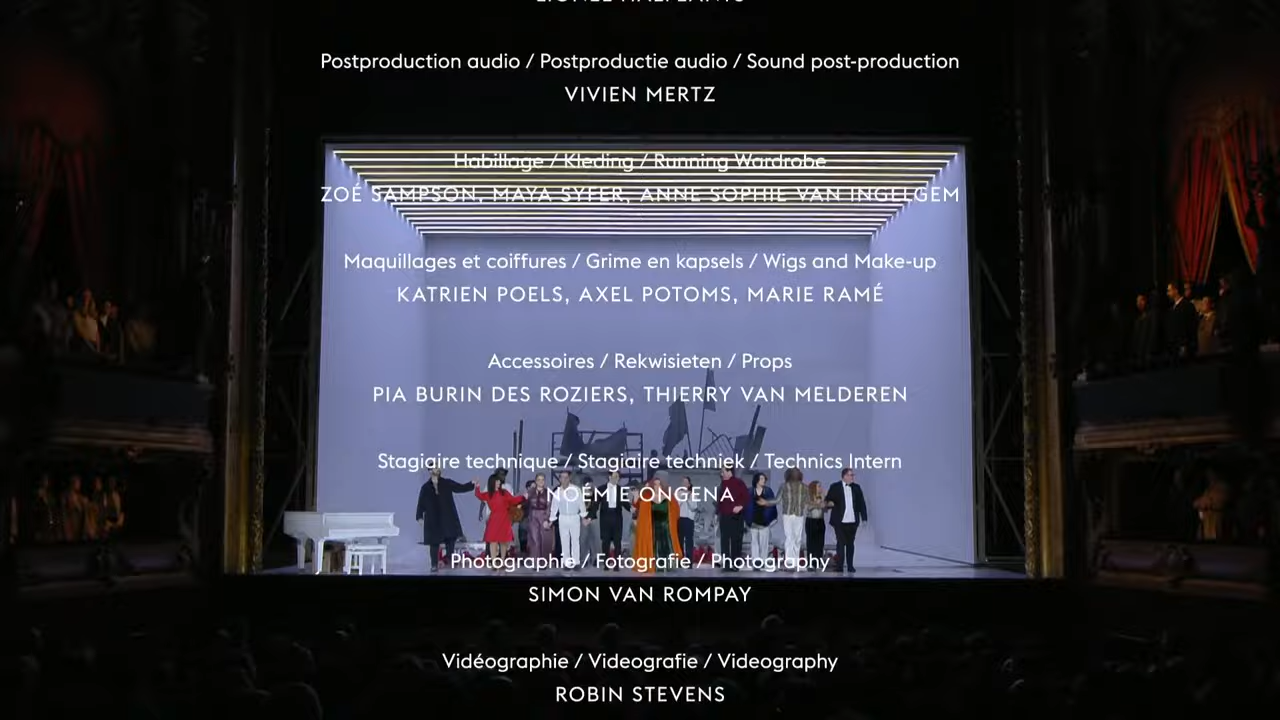 Postproduction audio / Postproductie audio / Sound post-production
VIVIEN MERTZ
Habillage / Kleding / Running Wardrobe
ZOÉ SAMPSON, MAYA SYFER, ANNE SOPHIE VAN INGELGEM
Maquillages et coiffures / Grime en kapsels / Wigs and Make-up
KATRIEN POELS, AXEL POTOMS, MARIE RAMÉ
Accessoires / Rekwisieten / Props
PIA BURIN DES ROZIERS, THIERRY VAN MELDEREN
Stagiaire technique / Stagiaire techniek / Technics Intern
NOÉMIE ONGENA
Photographie / Fotografie / Photography
SIMON VAN ROMPAY
Vidéographie / Videografie / Videography
ROBIN STEVENS